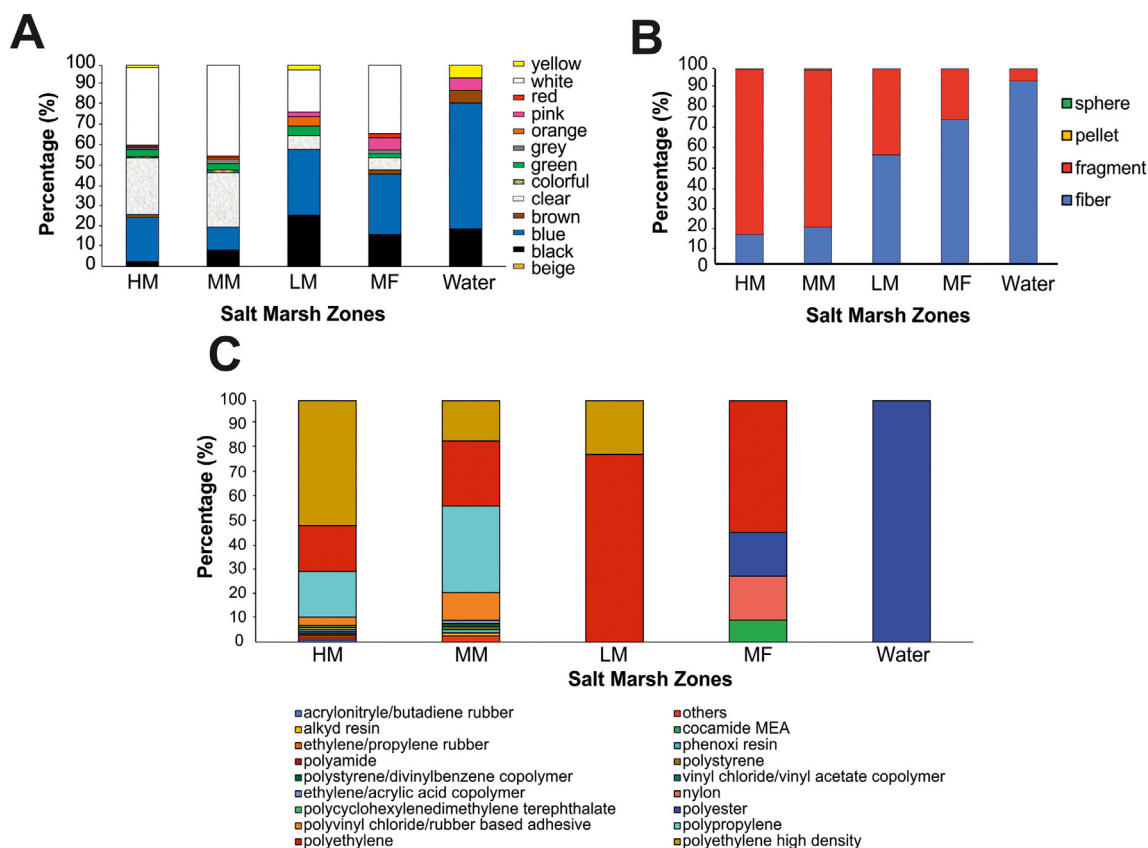 A
Percentage (%)
100
90
80
70
60
50
40
30
20
10
0
HM MM LM MF Water
Salt Marsh Zones
yellow
white
red
pink
orange
grey
green
colorful
clear
brown
blue
black
beige
B
Percentage (%)
100
90
80
70
60
50
40
30
20
10
0
HM MM LM MF Water
Salt Marsh Zones
sphere
pellet
fragment
fiber
C
Percentage (%)
100
90
80
70
60
50
40
30
20
10
0
HM MM LM MF Water
Salt Marsh Zones
acrylonitryle/butadiene rubber
alkyd resin
ethylene/propylene rubber
polyamide
polystyrene/divinylbenzene copolymer
ethylene/acrylic acid copolymer
polycyclohexylenedimethylene terephthalate
polyvinyl chloride/rubber based adhesive
polyethylene
others
cocamide MEA
phenoxi resin
polystyrene
vinyl chloride/vinyl acetate copolymer
nylon
polyester
polypropylene
polyethylene high density